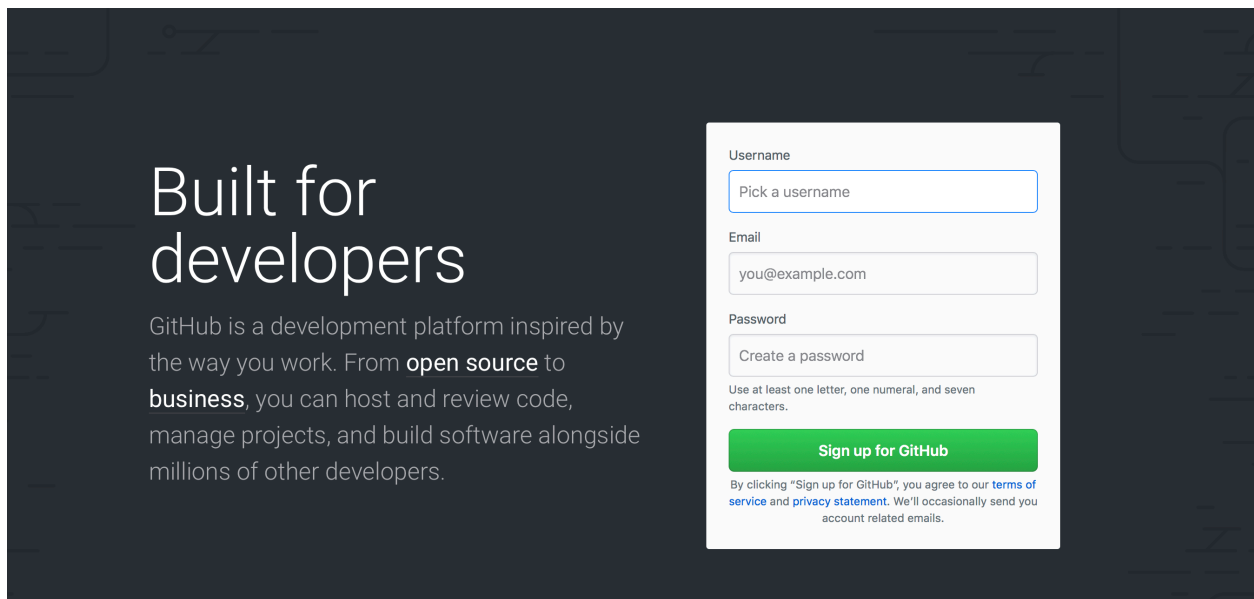 Built for
developers
GitHub is a development platform inspired by
the way you work. From open source to
business, you can host and review code,
manage projects, and build software alongside
millions of other developers.
Username
Pick a username
Email
you@example.com
Password
Create a password
Use at least one letter, one numeral, and seven
characters.
Sign up for GitHub
By clicking “Sign up for GitHub”, you agree to our terms of
service and privacy statement. We’ll occasionally send you
account related emails.